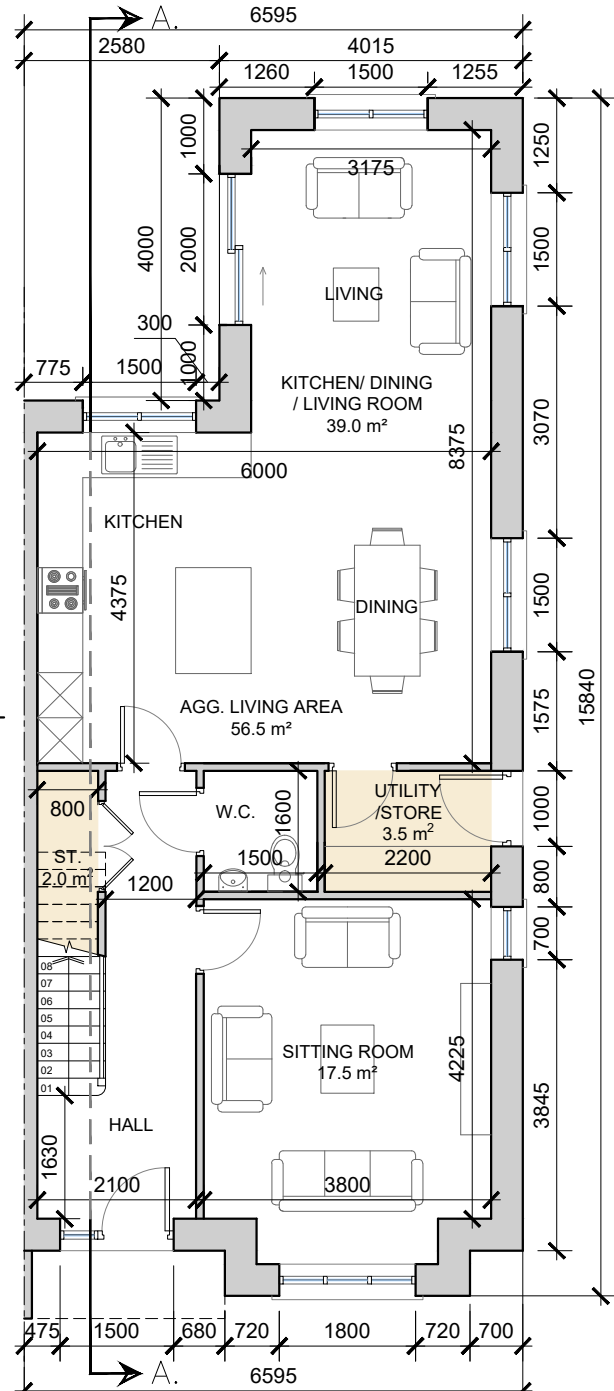 A.
6595
2580 4015
1260 1500 1255
1000
1250
3175
4000
2000
1500
LIVING
300
775 1500
1000
KITCHEN/ DINING
/ LIVING ROOM
39.0 m²
3070
8375
6000
KITCHEN
4375
DINING
1500
15840
AGG. LIVING AREA
56.5 m²
1575
UTILITY
/STORE
3.5 m²
800
W.C.
1600
1000
ST.
2.0 m²
1500 2200
800
1200
700
08
07
06
05
04
03
02
01
SITTING ROOM
17.5 m²
4225
HALL
3845
1630
2100 3800
475 1500 680 720 1800 720 700
A.
6595